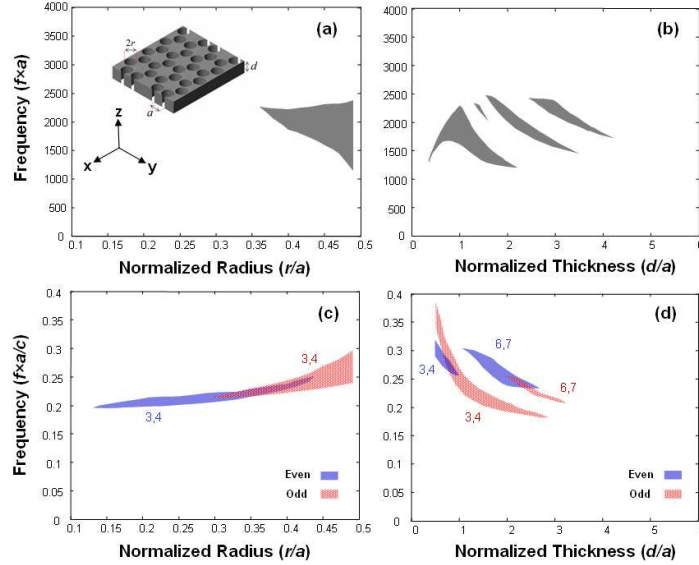 4000
3500
3000
2500
2000
1500
1000
500
0
Frequency (f×a)
(a)
2r
d
a
z
x
y
0.1 0.15 0.2 0.25 0.3 0.35 0.4 0.45 0.5
Normalized Radius (r/a)
4000
3500
3000
2500
2000
1500
1000
500
0
(b)
0 1 2 3 4 5 6
Normalized Thickness (d/a)
0.4
0.35
0.3
0.25
0.2
0.15
0.1
0.05
0
Frequency (f×a/c)
(c)
3,4
3,4
Even
Odd
0.1 0.15 0.2 0.25 0.3 0.35 0.4 0.45 0.5
Normalized Radius (r/a)
0.4
0.35
0.3
0.25
0.2
0.15
0.1
0.05
0
(d)
6,7
3,4
6,7
3,4
Even
Odd
0 1 2 3 4 5 6
Normalized Thickness (d/a)